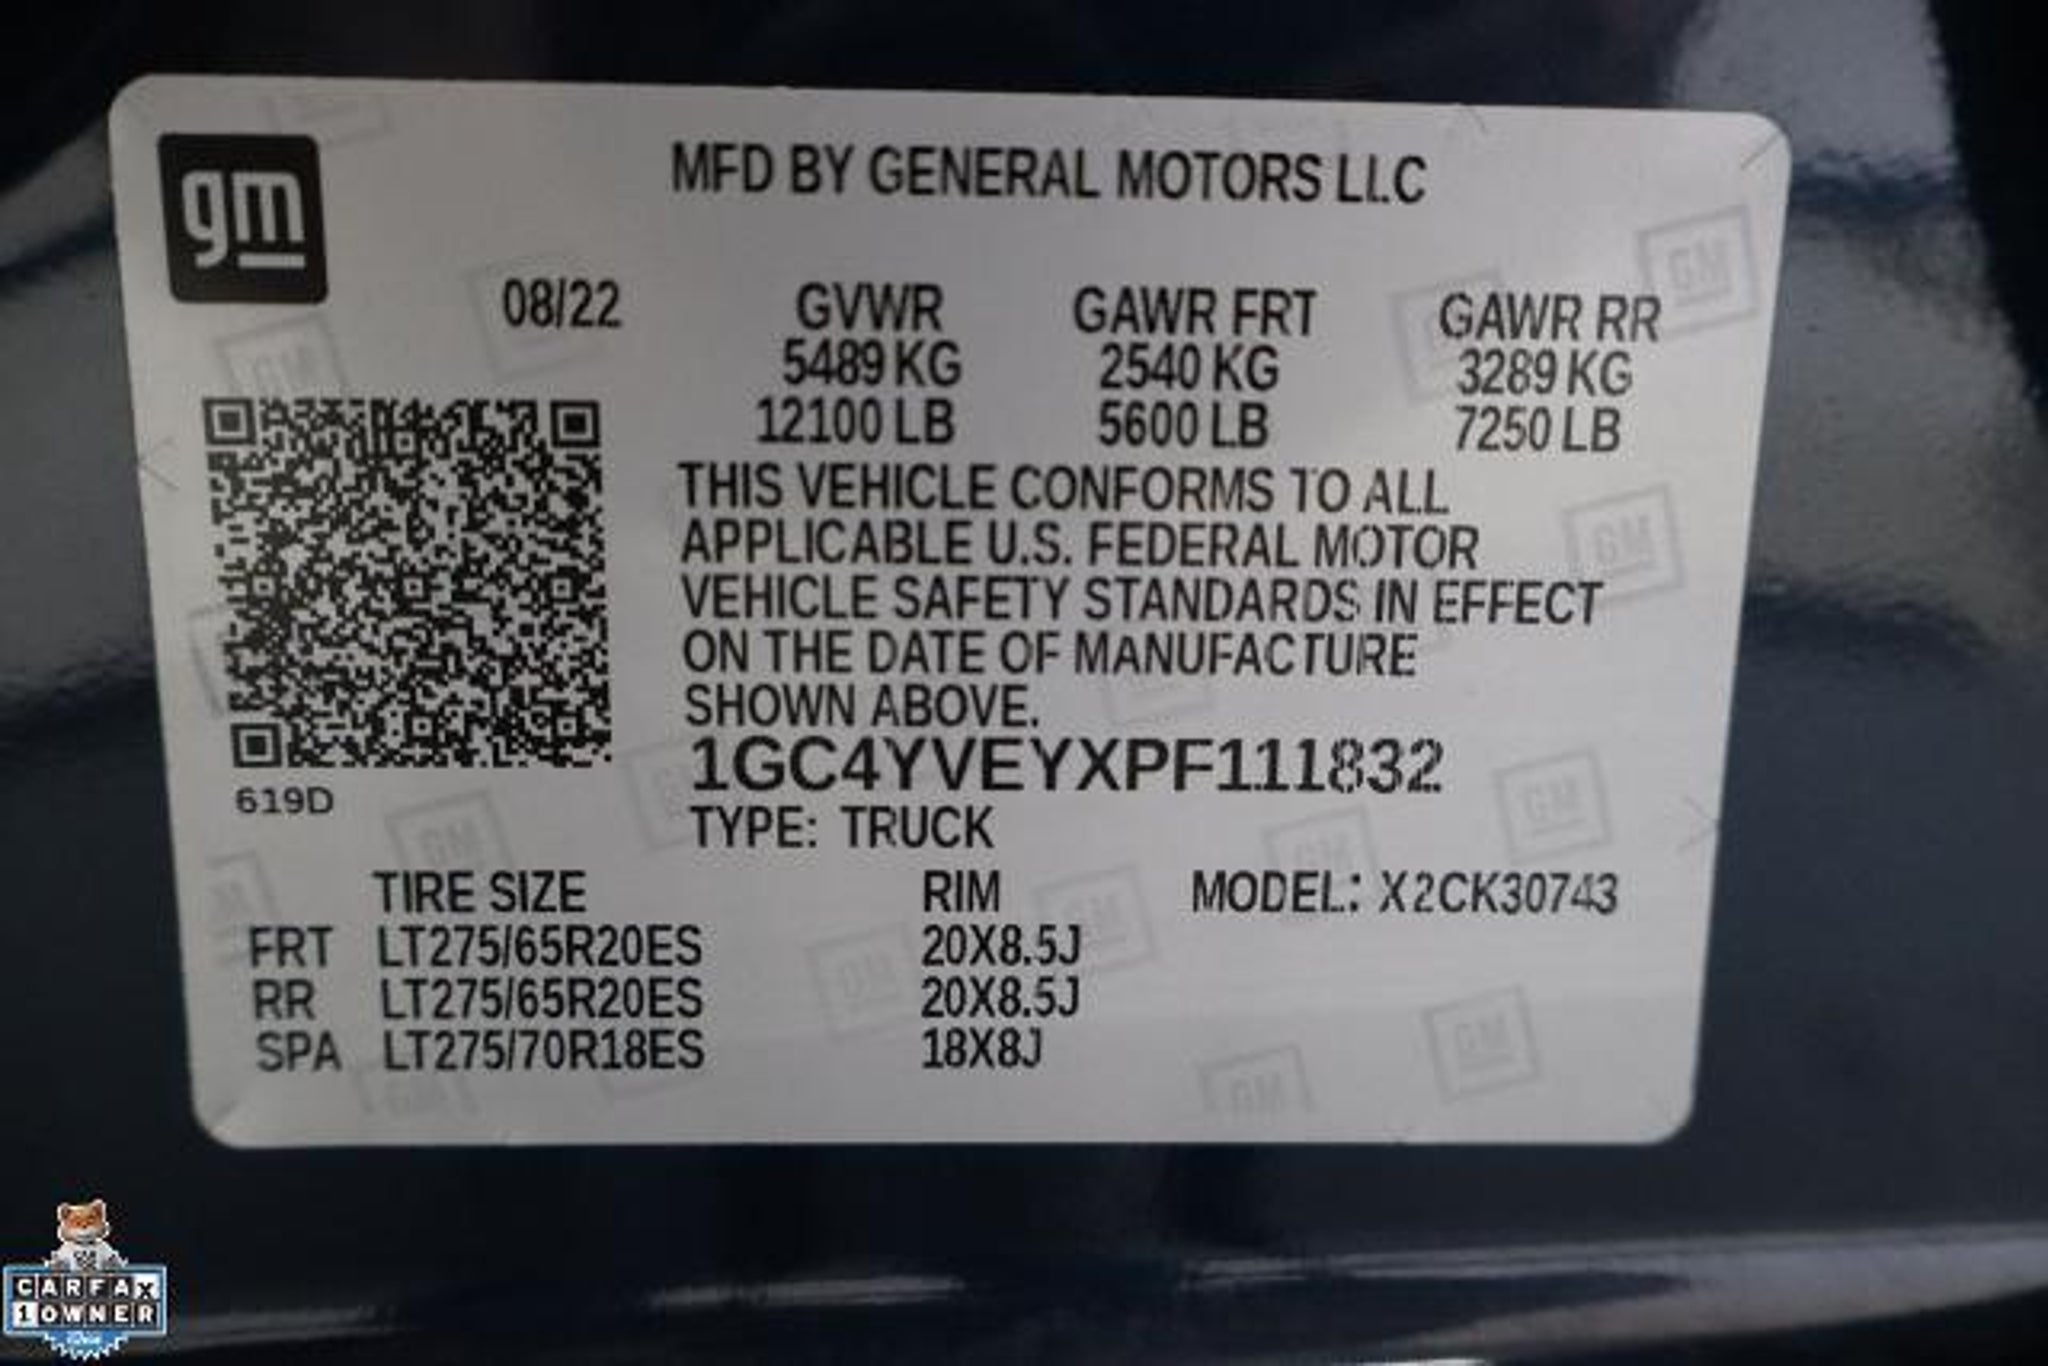 gm
MFD BY GENERAL MOTORS LLC
08/22 GVWR GAWR FRT GAWR RR
5489 KG 2540 KG 3289 KG
12100 LB 5600 LB 7250 LB
THIS VEHICLE CONFORMS TO ALL
APPLICABLE U.S. FEDERAL MOTOR
VEHICLE SAFETY STANDARDS IN EFFECT
ON THE DATE OF MANUFACTURE
SHOWN ABOVE.
1GC4YVEYXPF111832
619D
TYPE: TRUCK
TIRE SIZE RIM MODEL: X2CK30743
FRT LT275/65R20ES 20X8.5J
RR LT275/65R20ES 20X8.5J
SPA LT275/70R18ES 18X8J
CARFAX
1 OWNER